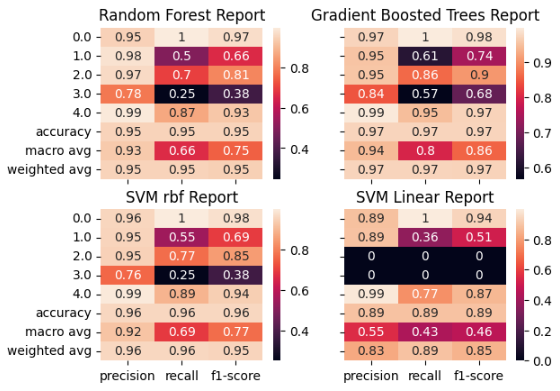 Random Forest Report
Gradient Boosted Trees Report
0.0 0.95 1 0.97
1.0 0.98 0.5 0.66
2.0 0.97 0.7 0.81
3.0 0.78 0.25 0.38
4.0 0.99 0.87 0.93
accuracy 0.95 0.95 0.95
macro avg 0.93 0.66 0.75
weighted avg 0.95 0.95 0.95
0.8
0.6
0.4
0.97 1 0.98
0.95 0.61 0.74
0.95 0.86 0.9
0.84 0.57 0.68
0.99 0.95 0.97
0.97 0.97 0.97
0.94 0.8 0.86
0.97 0.97 0.97
0.9
0.8
0.7
0.6
SVM rbf Report
SVM Linear Report
0.0 0.96 1 0.98
1.0 0.95 0.55 0.69
2.0 0.95 0.77 0.85
3.0 0.76 0.25 0.38
4.0 0.99 0.89 0.94
accuracy 0.96 0.96 0.96
macro avg 0.92 0.69 0.77
weighted avg 0.96 0.96 0.95
precision recall f1-score
0.8
0.6
0.4
0.89 1 0.94
0.89 0.36 0.51
0 0 0
0 0 0
0.99 0.77 0.87
0.89 0.89 0.89
0.55 0.43 0.46
0.83 0.89 0.85
precision recall f1-score
0.8
0.6
0.4
0.2
0.0